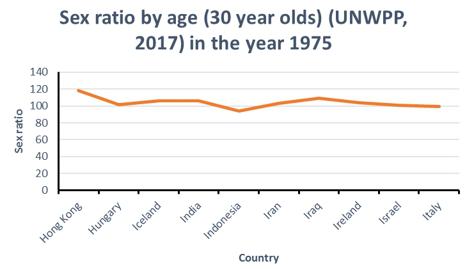 Sex ratio by age (30 year olds) (UNWPP,
2017) in the year 1975
140
120
100
80
60
40
20
0
Sex ratio
Hong Kong
Hungary
Iceland
India
Indonesia
Iran
Iraq
Ireland
Israel
Italy
Country